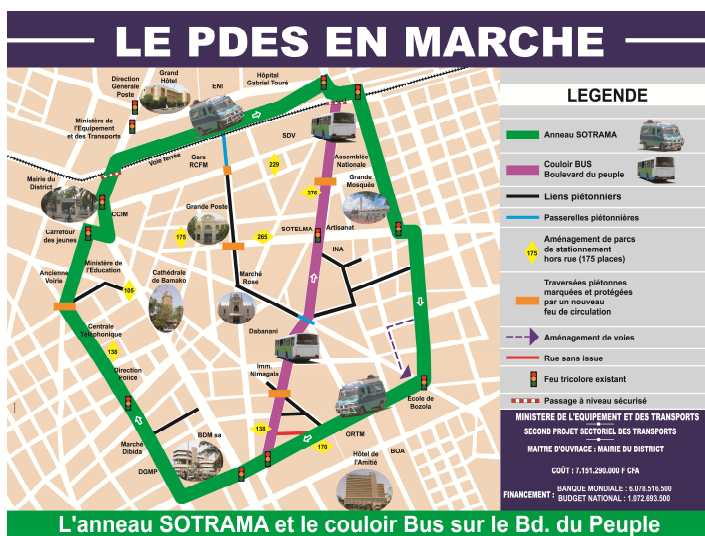 LE PDES EN MARCHE
Direction
Generale
Poste
Grand
Hôtel
ENI
Hôpital
Gabriel Touré
Ministère de
l'Equipement
et des Transports
Voie ferrée
Gare
RCFM
SDV
229
Assemblée
Nationale
276
Grande
Mosquée
Mairie du
District
CCIM
Carrefour
des jeunes
Grande Poste
175
265
SOTELMA
Artisanat
INA
Ancienne
Voirie
Ministère de
l'Education
105
Cathédrale
de Bamako
Marché
Rose
Dabanani
Centrale
Téléphonique
138
Direction
Police
Imm.
Nimagala
Ecole de
Bozola
Marché
Dibida
BDM sa
138
170
ORTM
DGMP
Hôtel de
l'Amitié
BOA
LEGENDE
Anneau SOTRAMA
Couloir BUS
Boulevard du peuple
Liens piétonniers
Passerelles piétonnières
175
Aménagement de parcs
de stationnement
hors rue (175 places)
Traversées piétonnes
marquées et protégées
par un nouveau
feu de circulation
Aménagement de voies
Rue sans issue
Feu tricolore existant
Passage à niveau sécurisé
MINISTERE DE L'EQUIPEMENT ET DES TRANSPORTS
SECOND PROJET SECTORIEL DES TRANSPORTS
MAITRE D'OUVRAGE : MAIRIE DU DISTRICT
COÛT : 7.151.290.000 F CFA
FINANCEMENT :
BANQUE MONDIALE : 6.078.516.500
BUDGET NATIONAL : 1.072.693.500
L'anneau SOTRAMA et le couloir Bus sur le Bd. du Peuple